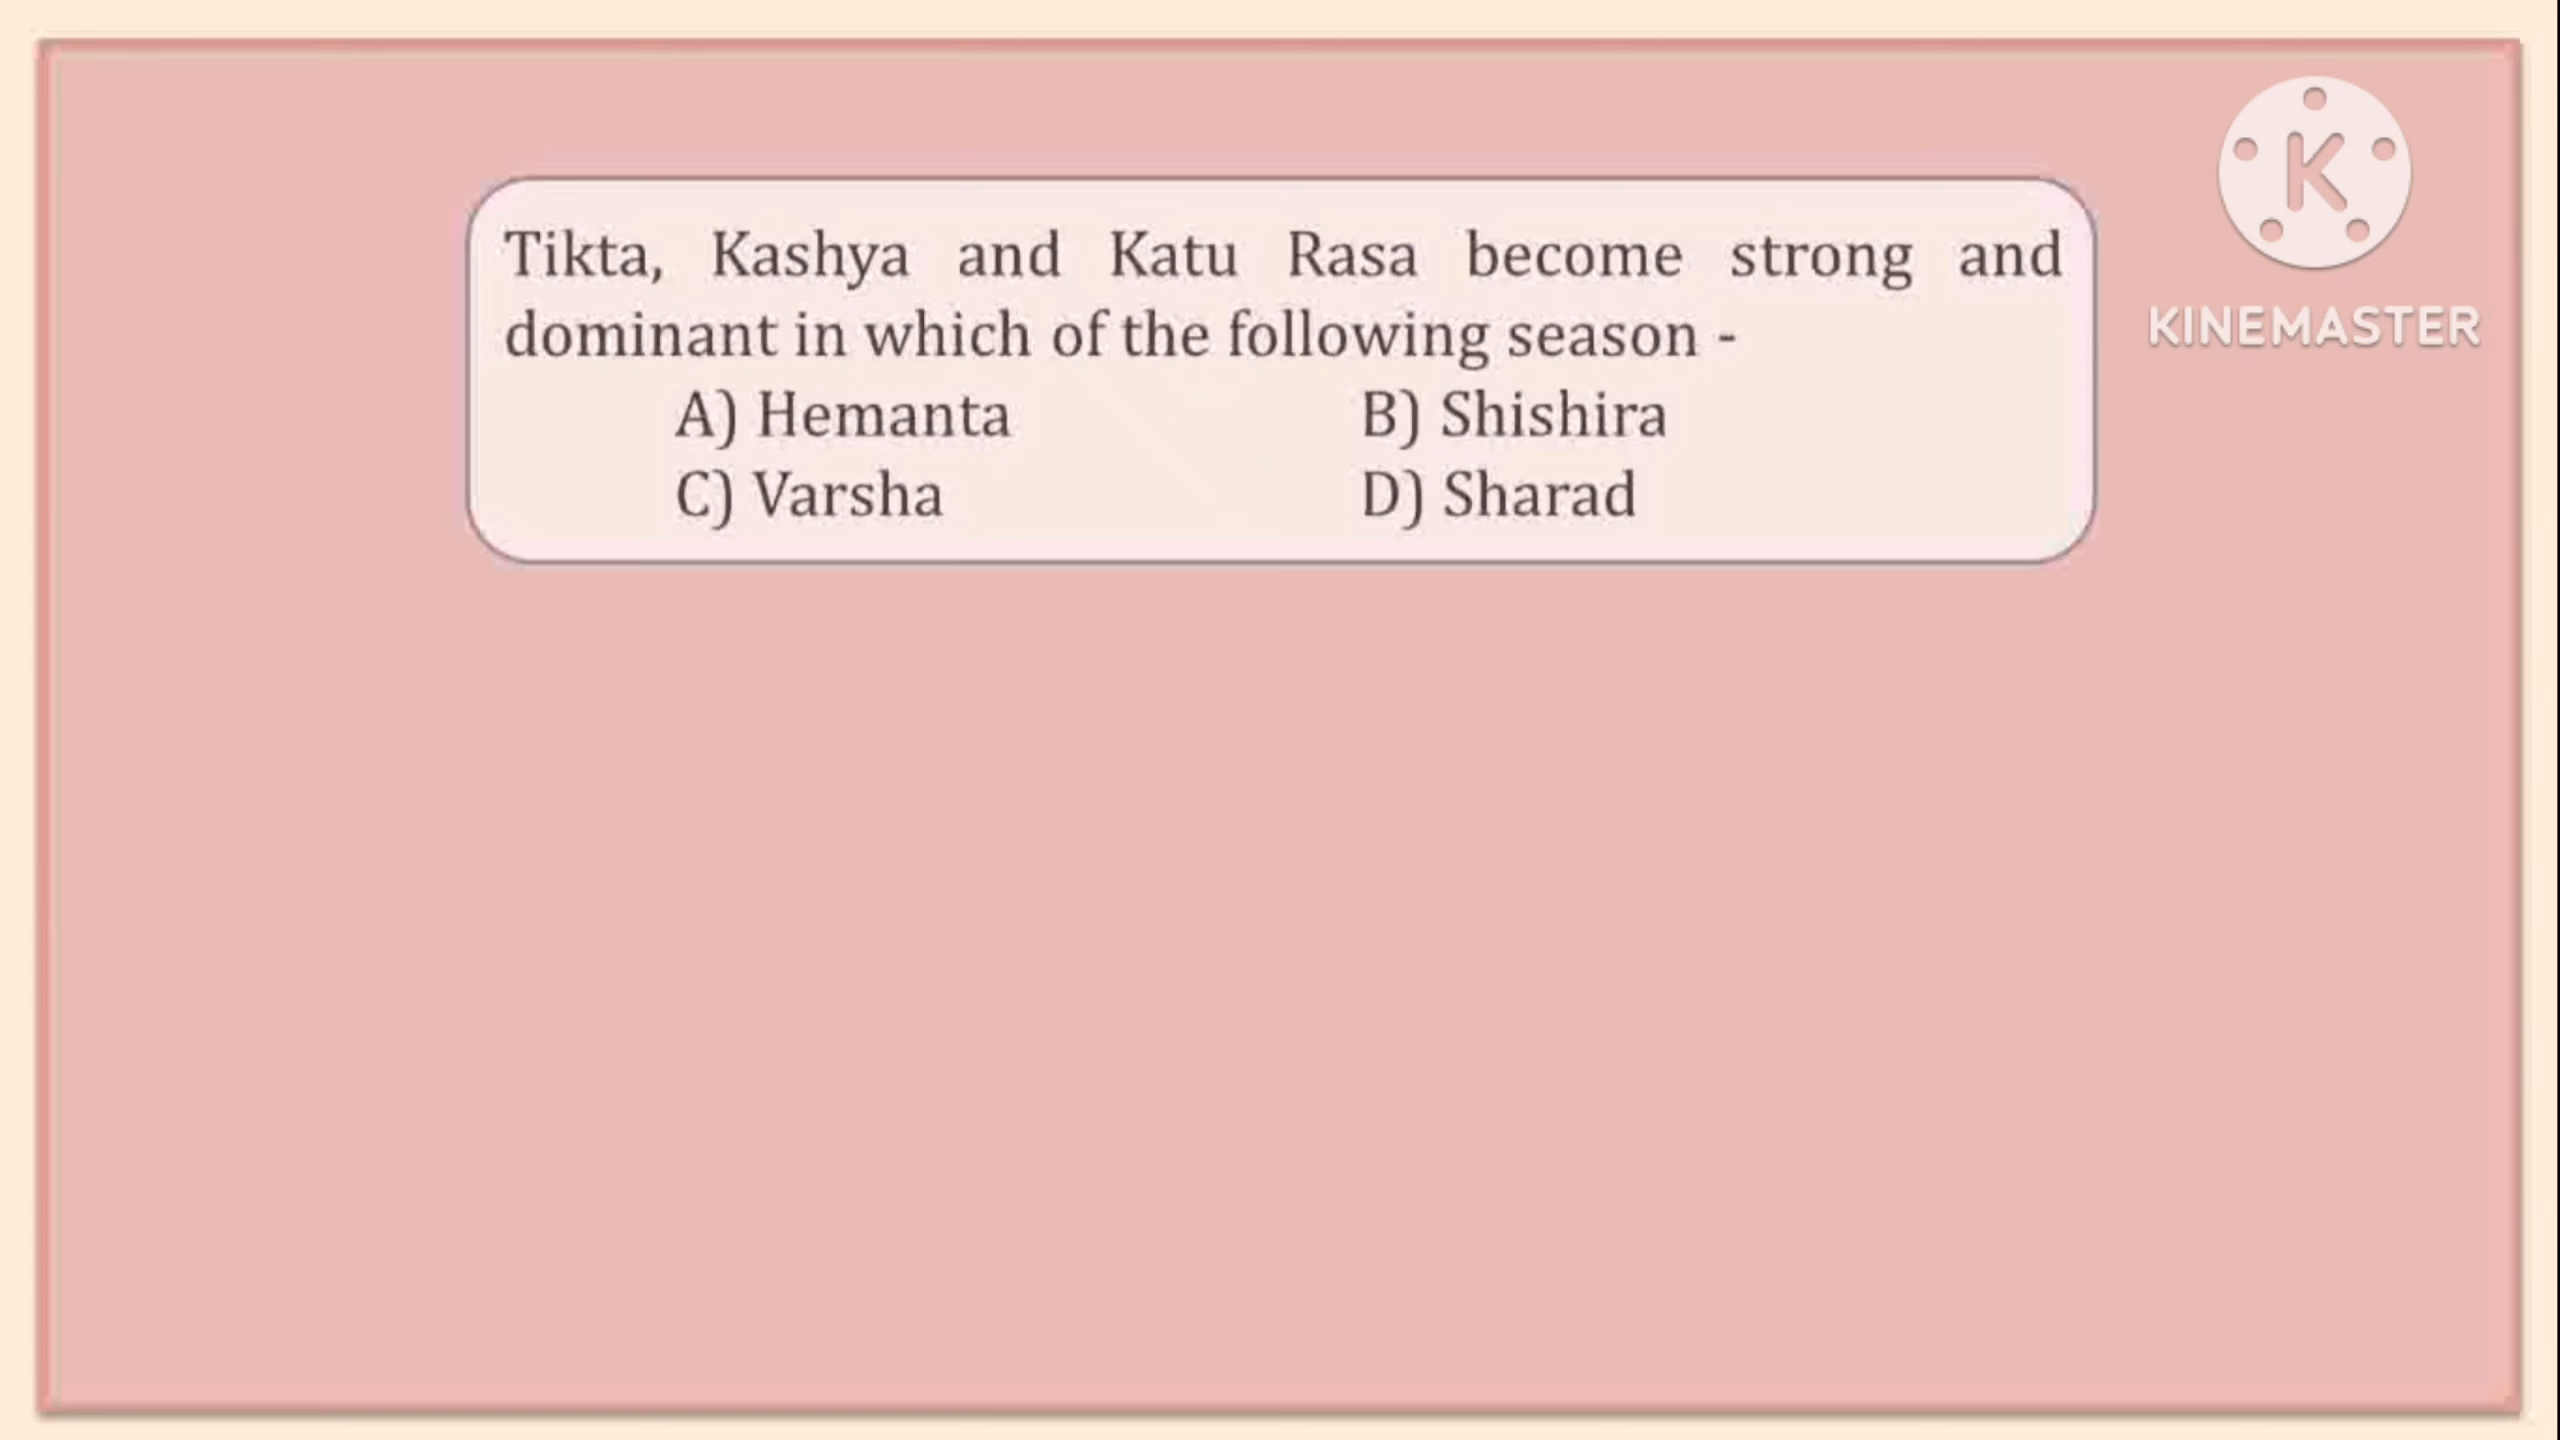 Tikta, Kashya and Katu Rasa become strong and
dominant in which of the following season -
A) Hemanta B) Shishira
C) Varsha D) Sharad
K
KINEMASTER